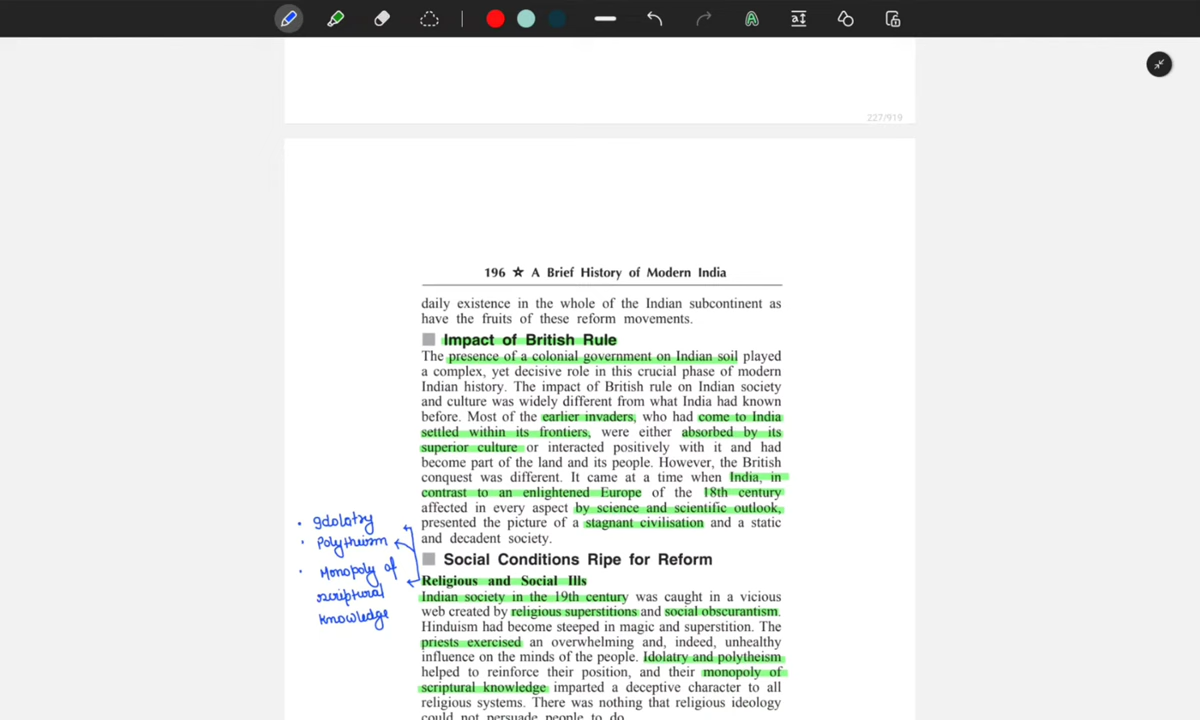 227/919
196 ☆ A Brief History of Modern India
daily existence in the whole of the Indian subcontinent as
have the fruits of these reform movements.
Impact of British Rule
The presence of a colonial government on Indian soil played
a complex, yet decisive role in this crucial phase of modern
Indian history. The impact of British rule on Indian society
and culture was widely different from what India had known
before. Most of the earlier invaders, who had come to India
settled within its frontiers, were either absorbed by its
superior culture or interacted positively with it and had
become part of the land and its people. However, the British
conquest was different. It came at a time when India, in
contrast to an enlightened Europe of the 18th century
affected in every aspect by science and scientific outlook,
presented the picture of a stagnant civilisation and a static
and decadent society.
• Idolatry
• Polytheism
• Monopoly of
scriptural
knowledge
Social Conditions Ripe for Reform
Religious and Social Ills
Indian society in the 19th century was caught in a vicious
web created by religious superstitions and social obscurantism.
Hinduism had become steeped in magic and superstition. The
priests exercised an overwhelming and, indeed, unhealthy
influence on the minds of the people. Idolatry and polytheism
helped to reinforce their position, and their monopoly of
scriptural knowledge imparted a deceptive character to all
religious systems. There was nothing that religious ideology
could not persuade people to do.